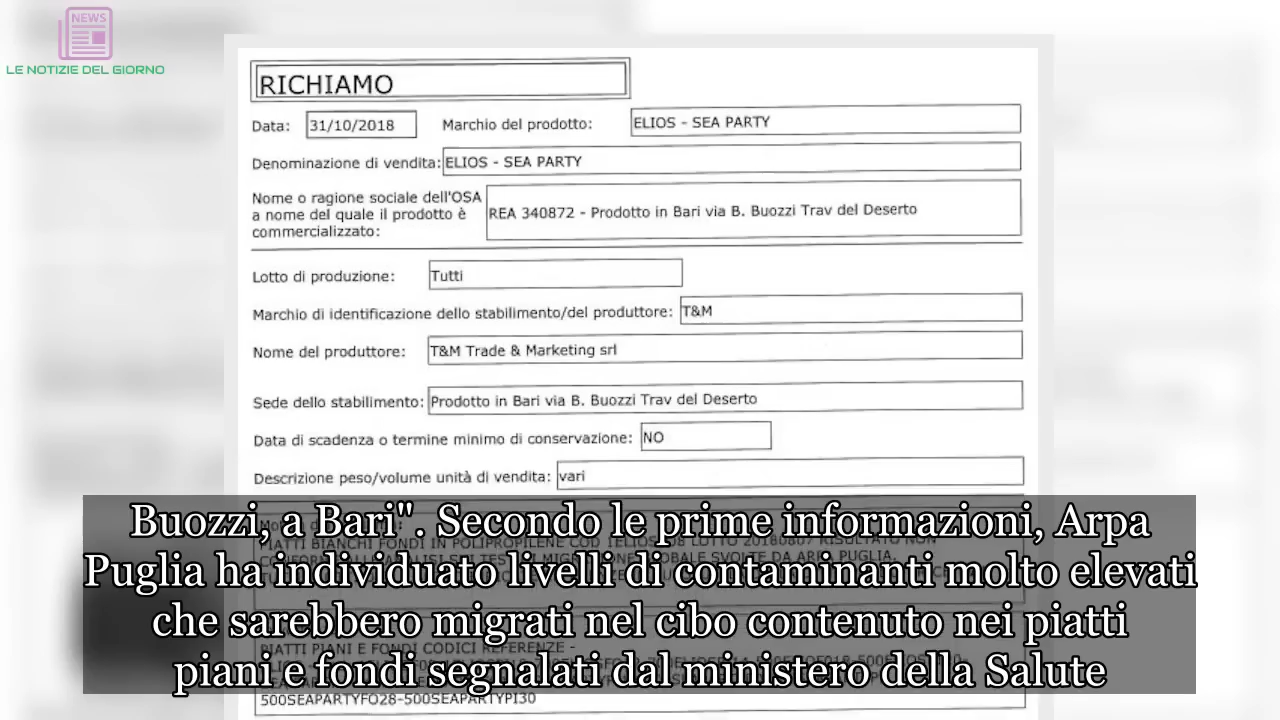 NEWS
LE NOTIZIE DEL GIORNO
RICHIAMO
Data: 31/10/2018 Marchio del prodotto: ELIOS - SEA PARTY
Denominazione di vendita: ELIOS - SEA PARTY
Nome o ragione sociale dell'OSA
a nome del quale il prodotto è
commercializzato:
REA 340872 - Prodotto in Bari via B. Buozzi Trav del Deserto
Lotto di produzione: Tutti
Marchio di identificazione dello stabilimento/del produttore: T&M
Nome del produttore: T&M Trade & Marketing srl
Sede dello stabilimento: Prodotto in Bari via B. Buozzi Trav del Deserto
Data di scadenza o termine minimo di conservazione: NO
Descrizione peso/volume unità di vendita: vari
Buozzi, a Bari". Secondo le prime informazioni, Arpa
Puglia ha individuato livelli di contaminanti molto elevati
che sarebbero migrati nel cibo contenuto nei piatti
piani e fondi segnalati dal ministero della Salute
PIATTI PIANI E FONDI CODICI REFERENZE -
500SEAPARTYFO28-500SEAPARTYPI30